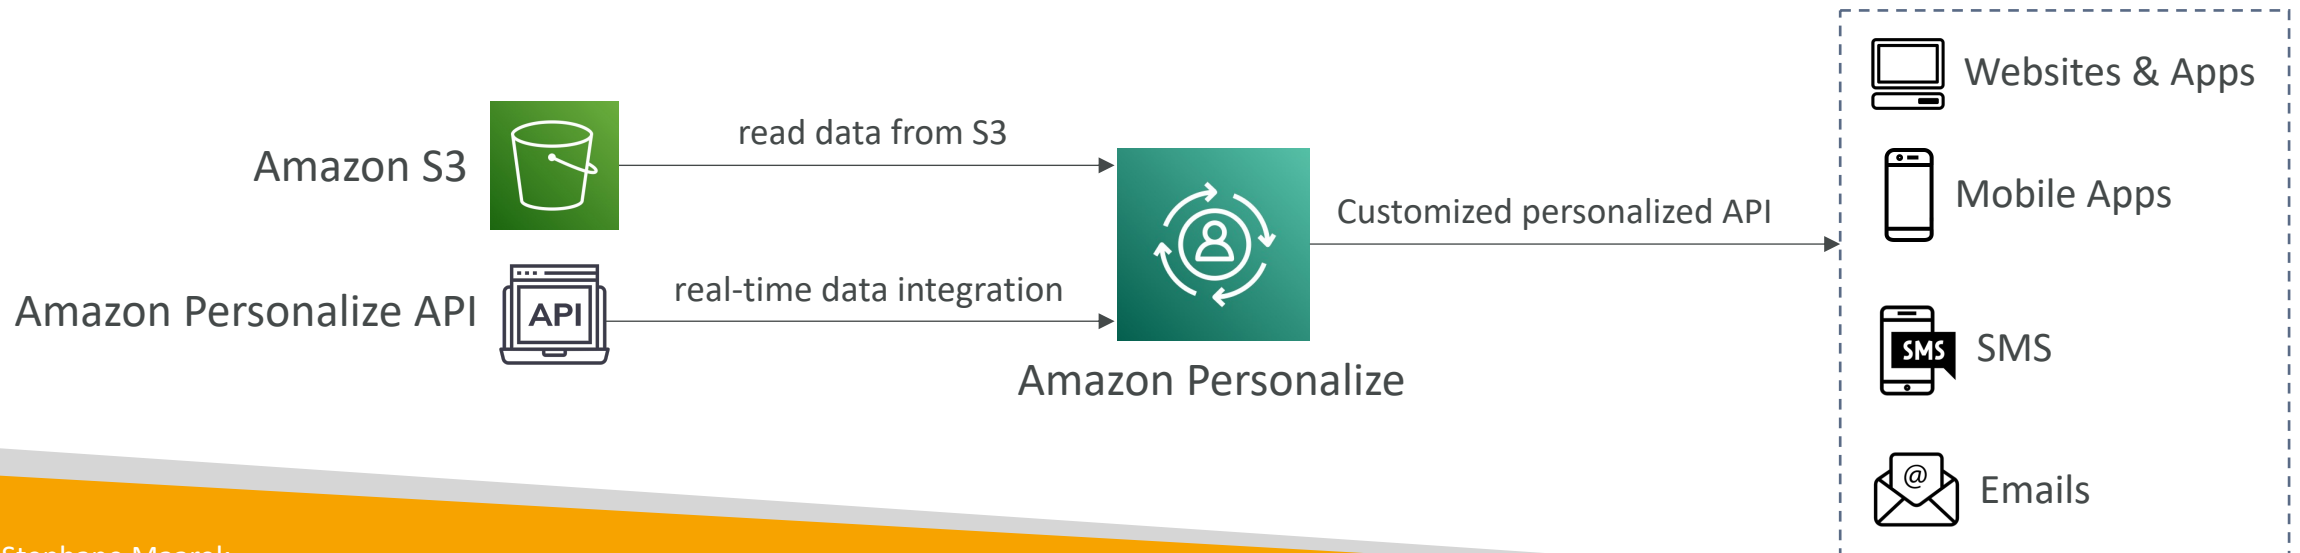 Amazon S3
read data from S3
Amazon Personalize API
API
real-time data integration
Amazon Personalize
Customized personalized API
Websites & Apps
Mobile Apps
SMS
SMS
@
Emails